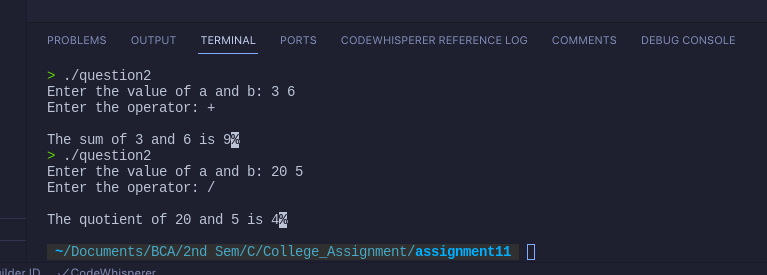 PROBLEMS OUTPUT TERMINAL PORTS CODEWHISPERER REFERENCE LOG COMMENTS DEBUG CONSOLE
> ./question2
Enter the value of a and b: 3 6
Enter the operator: +
The sum of 3 and 6 is 9%
> ./question2
Enter the value of a and b: 20 5
Enter the operator: /
The quotient of 20 and 5 is 4%
~/Documents/BCA/2nd Sem/C/College_Assignment/assignment11
ilder ID CodeWhisperer